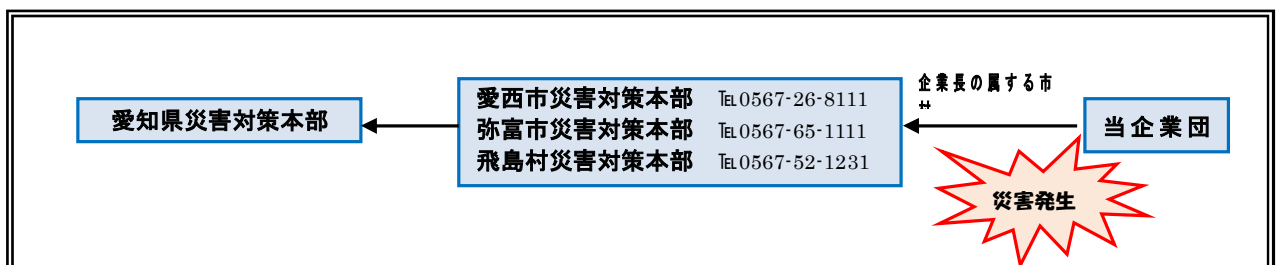 愛知県災害対策本部
愛西市災害対策本部 ℡0567-26-8111
弥富市災害対策本部 ℡0567-65-1111
飛島村災害対策本部 ℡0567-52-1231
企業長の属する市
当企業団
災害発生